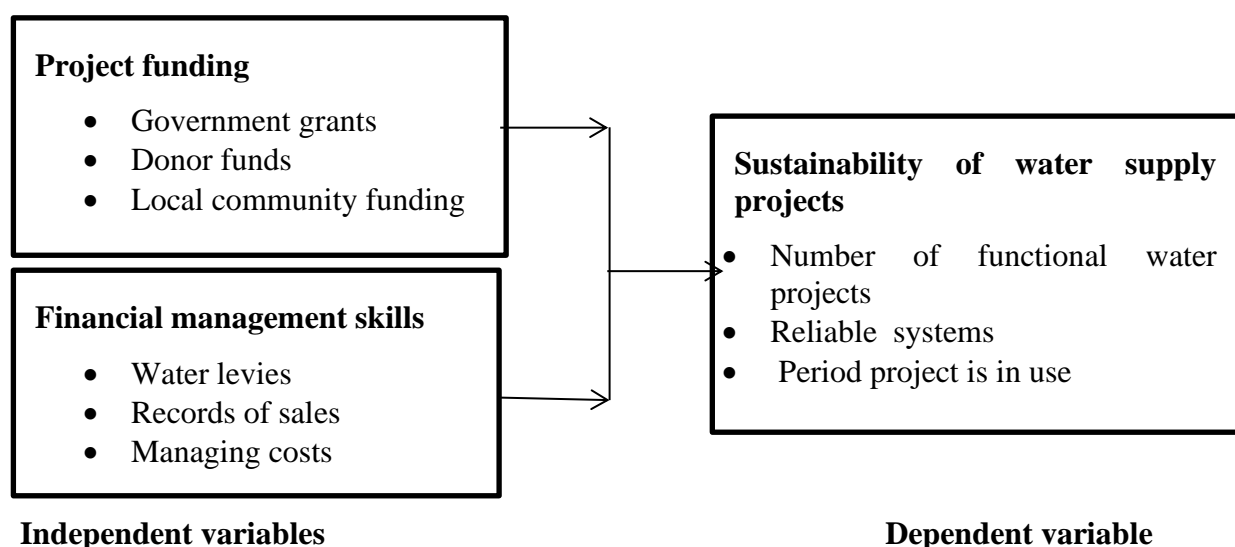 Project funding
• Government grants
• Donor funds
• Local community funding
Financial management skills
• Water levies
• Records of sales
• Managing costs
Sustainability of water supply
projects
• Number of functional water
projects
• Reliable systems
• Period project is in use
Independent variables
Dependent variable